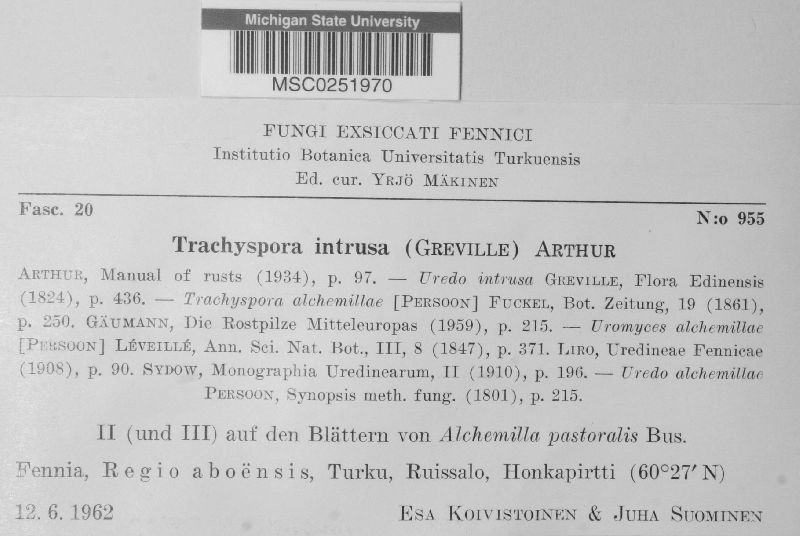 Michigan State University
MSC0251970
FUNGI EXSICCATI FENNICI
Institutio Botanica Universitatis Turkuensis
Ed. cur. YRJÖ MÄKINEN
Fasc. 20
N:o 955
Trachyspora intrusa (GREVILLE) ARTHUR
ARTHUR, Manual of rusts (1934), p. 97. — Uredo intrusa GREVILLE, Flora Edinensis
(1824), p. 436. — Trachyspora alchemillae [PERSOON] FUCKEL, Bot. Zeitung, 19 (1861),
p. 250. GÄUMANN, Die Rostpilze Mitteleuropas (1959), p. 215. — Uromyces alchemillae
[PERSOON] LÉVEILLÉ, Ann. Sci. Nat. Bot., III, 8 (1847), p. 371. LIRO, Uredineae Fennicae
(1908), p. 90. SYDOW, Monographia Uredinearum, II (1910), p. 196. — Uredo alchemillae
PERSOON, Synopsis meth. fung. (1801), p. 215.
II (und III) auf den Blättern von Alchemilla pastoralis Bus.
Fennia, Regio aboënsis, Turku, Ruissalo, Honkapirtti (60°27′ N)
12. 6. 1962
ESA KOIVISTOINEN & JUHA SUOMINEN